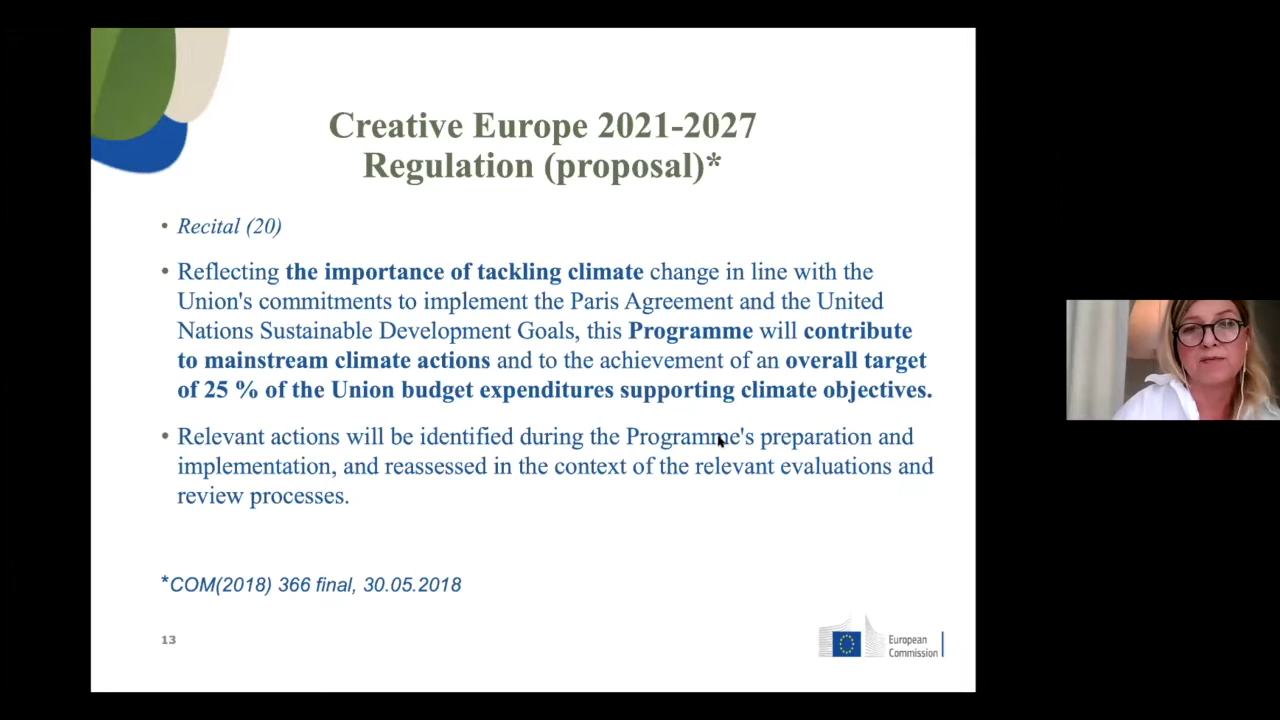 Creative Europe 2021-2027
Regulation (proposal)*
• Recital (20)
• Reflecting the importance of tackling climate change in line with the
Union's commitments to implement the Paris Agreement and the United
Nations Sustainable Development Goals, this Programme will contribute
to mainstream climate actions and to the achievement of an overall target
of 25 % of the Union budget expenditures supporting climate objectives.
• Relevant actions will be identified during the Programme's preparation and
implementation, and reassessed in the context of the relevant evaluations and
review processes.
*COM(2018) 366 final, 30.05.2018
13
European
Commission